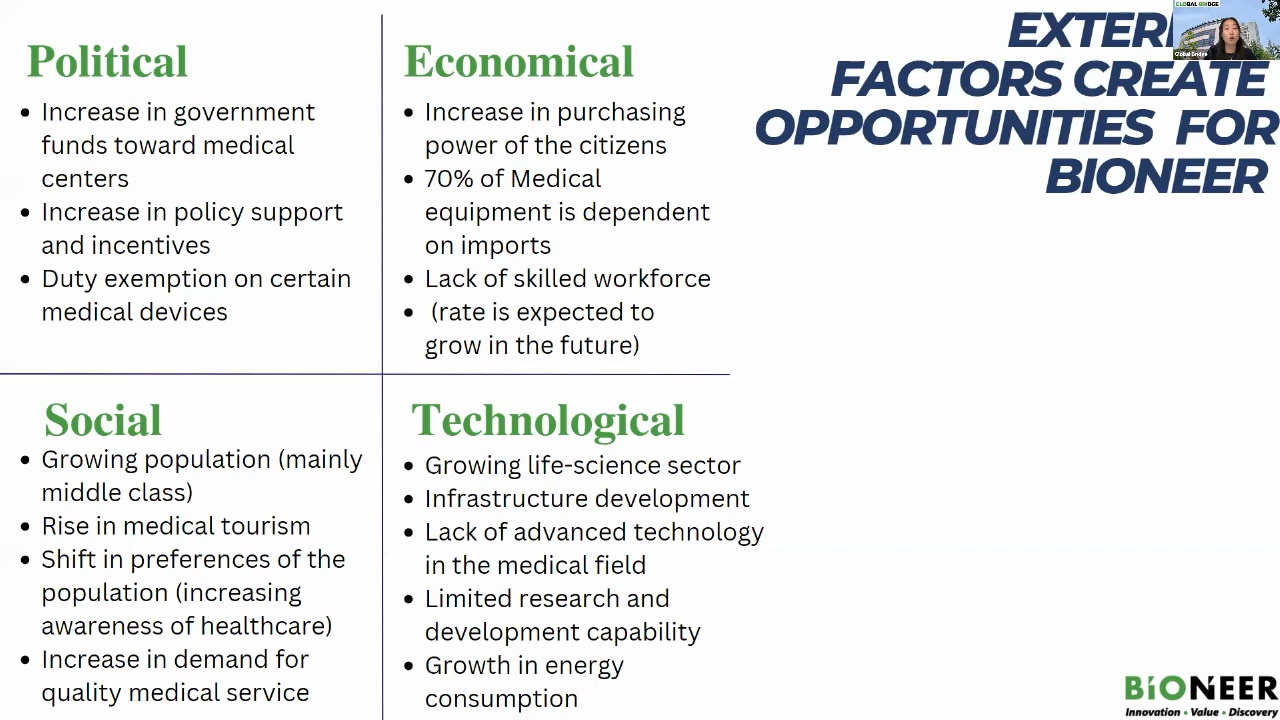 Political
• Increase in government
funds toward medical
centers
• Increase in policy support
and incentives
• Duty exemption on certain
medical devices
Economical
• Increase in purchasing
power of the citizens
• 70% of Medical
equipment is dependent
on imports
• Lack of skilled workforce
• (rate is expected to
grow in the future)
EXTER
FACTORS CREATE
OPPORTUNITIES FOR
BIONEER
GLOBAL BRIDGE
Global Bridge
Social
• Growing population (mainly
middle class)
• Rise in medical tourism
• Shift in preferences of the
population (increasing
awareness of healthcare)
• Increase in demand for
quality medical service
Technological
• Growing life-science sector
• Infrastructure development
• Lack of advanced technology
in the medical field
• Limited research and
development capability
• Growth in energy
consumption
BIONEER
Innovation • Value • Discovery